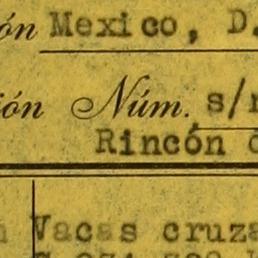 ón Mexico, D.
ión Núm. s/n
Rincón d
Vacas cruza